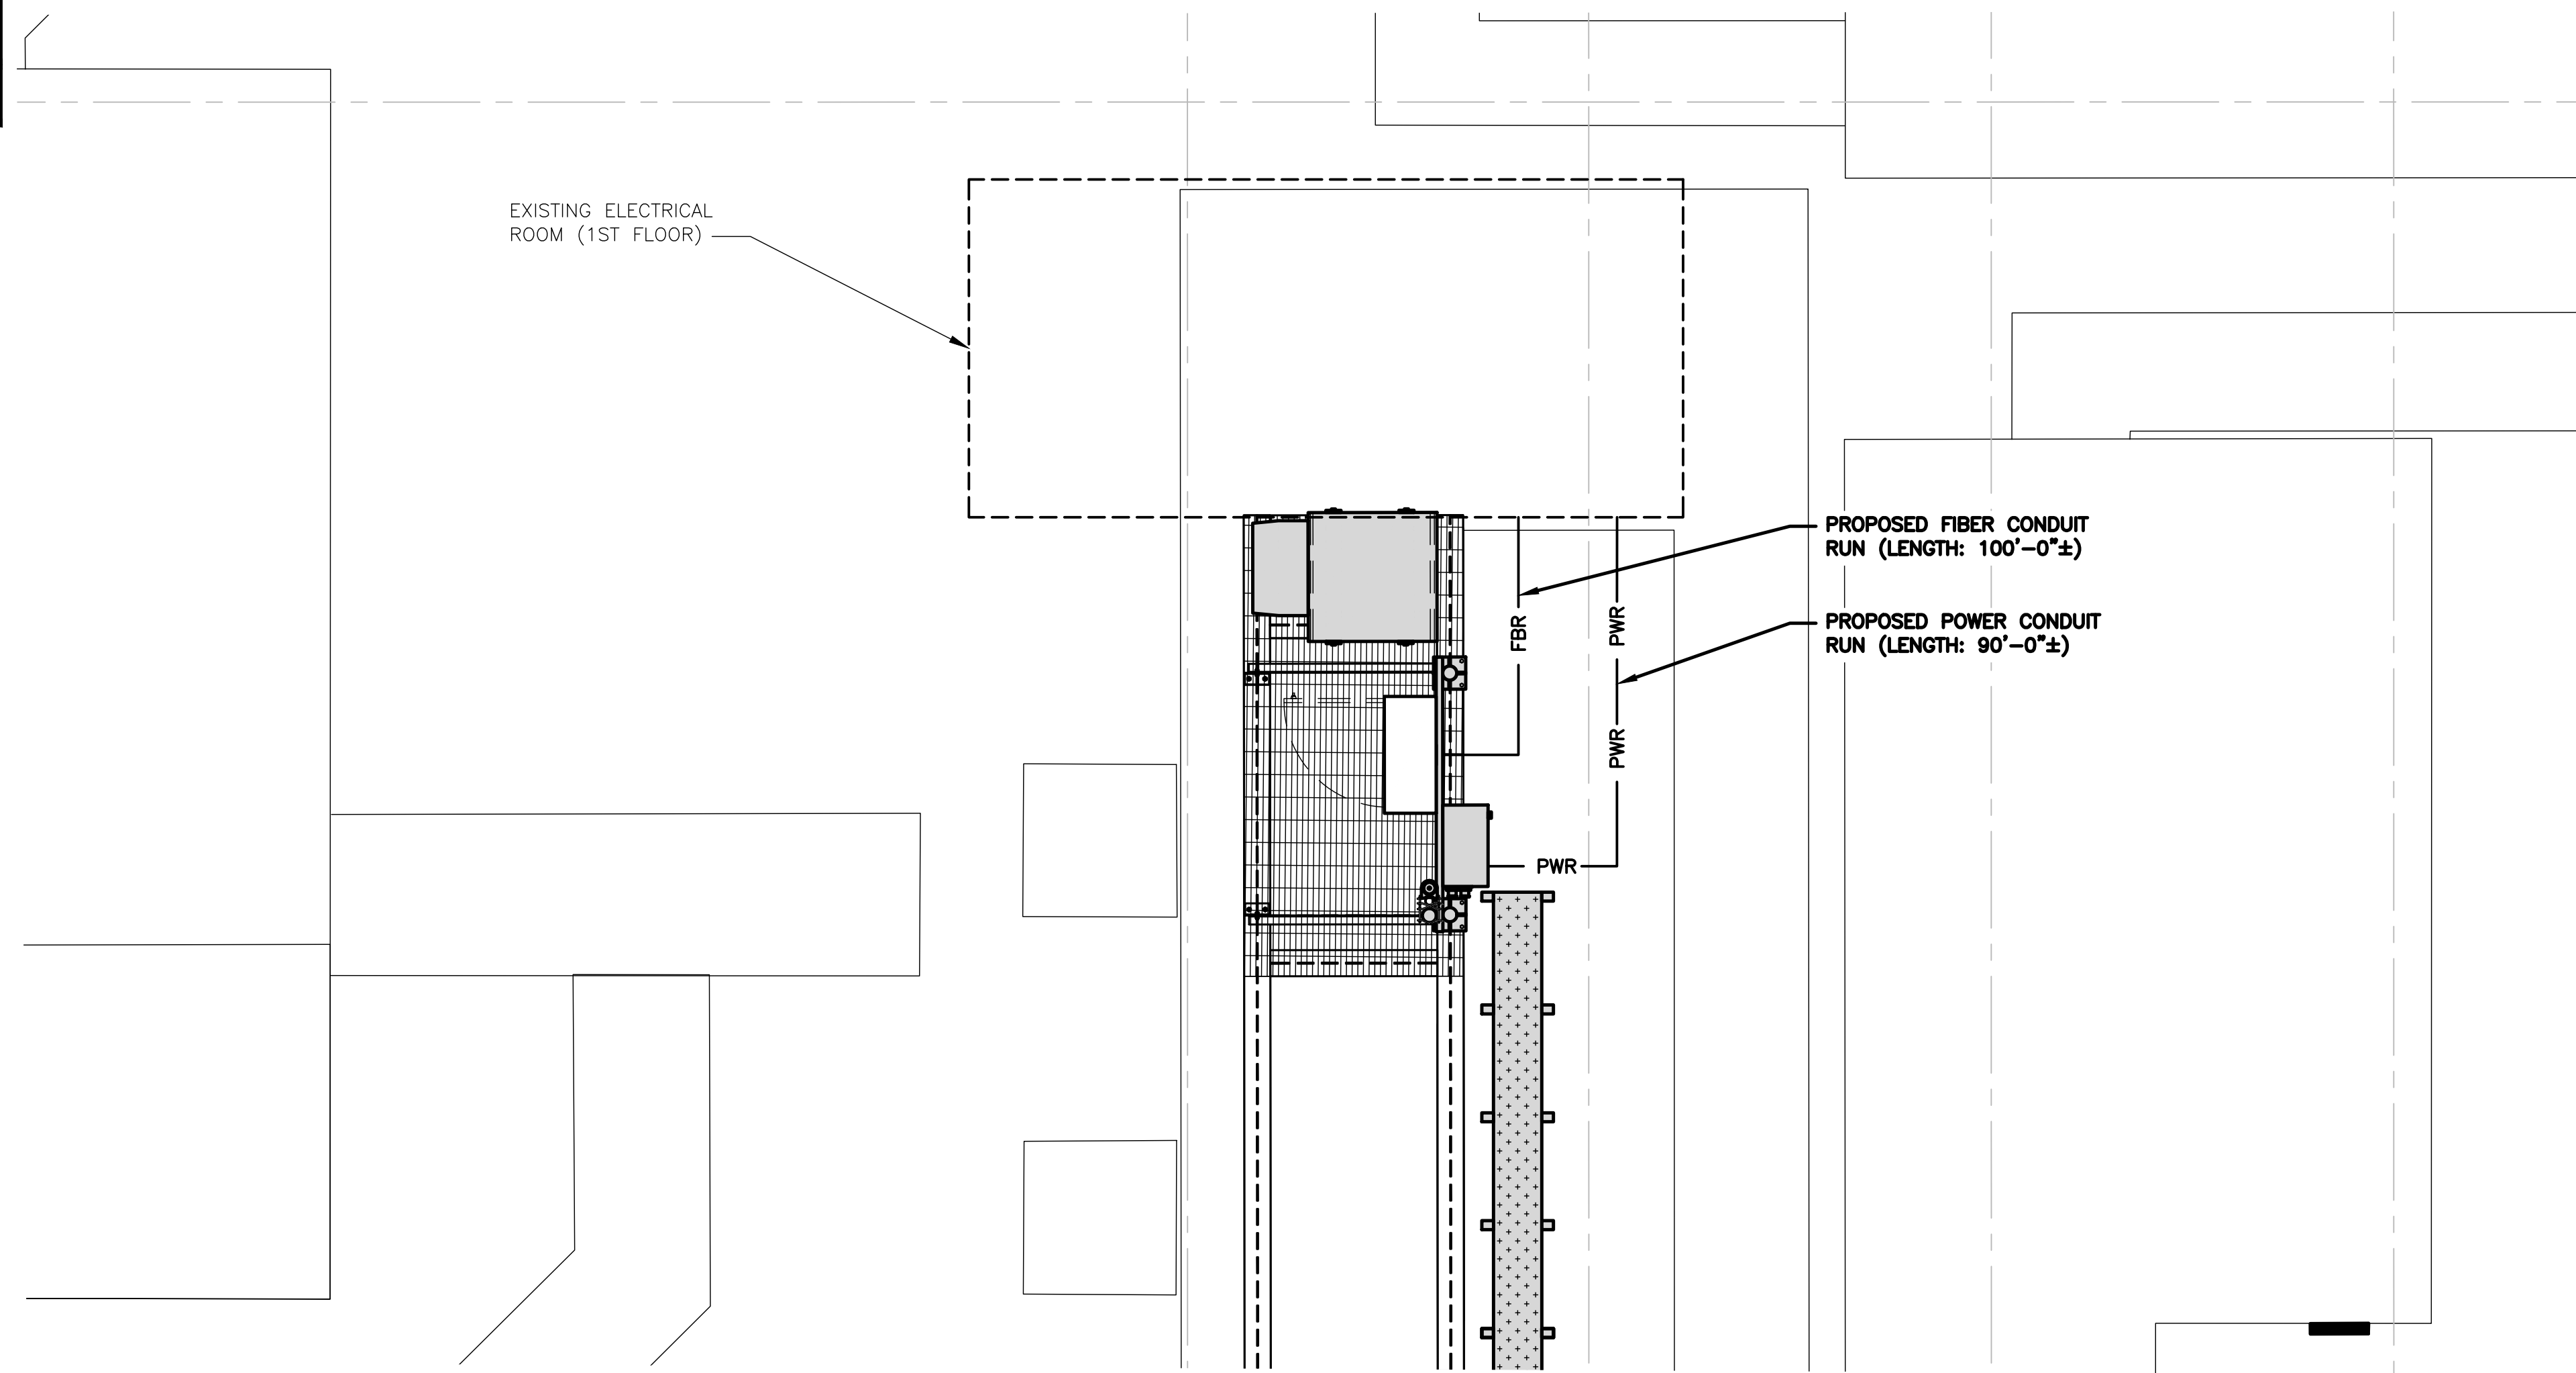 EXISTING ELECTRICAL
ROOM (1ST FLOOR)
PROPOSED FIBER CONDUIT
RUN (LENGTH: 100'-0"±)
PROPOSED POWER CONDUIT
RUN (LENGTH: 90'-0"±)
FBR
PWR
PWR
PWR
A